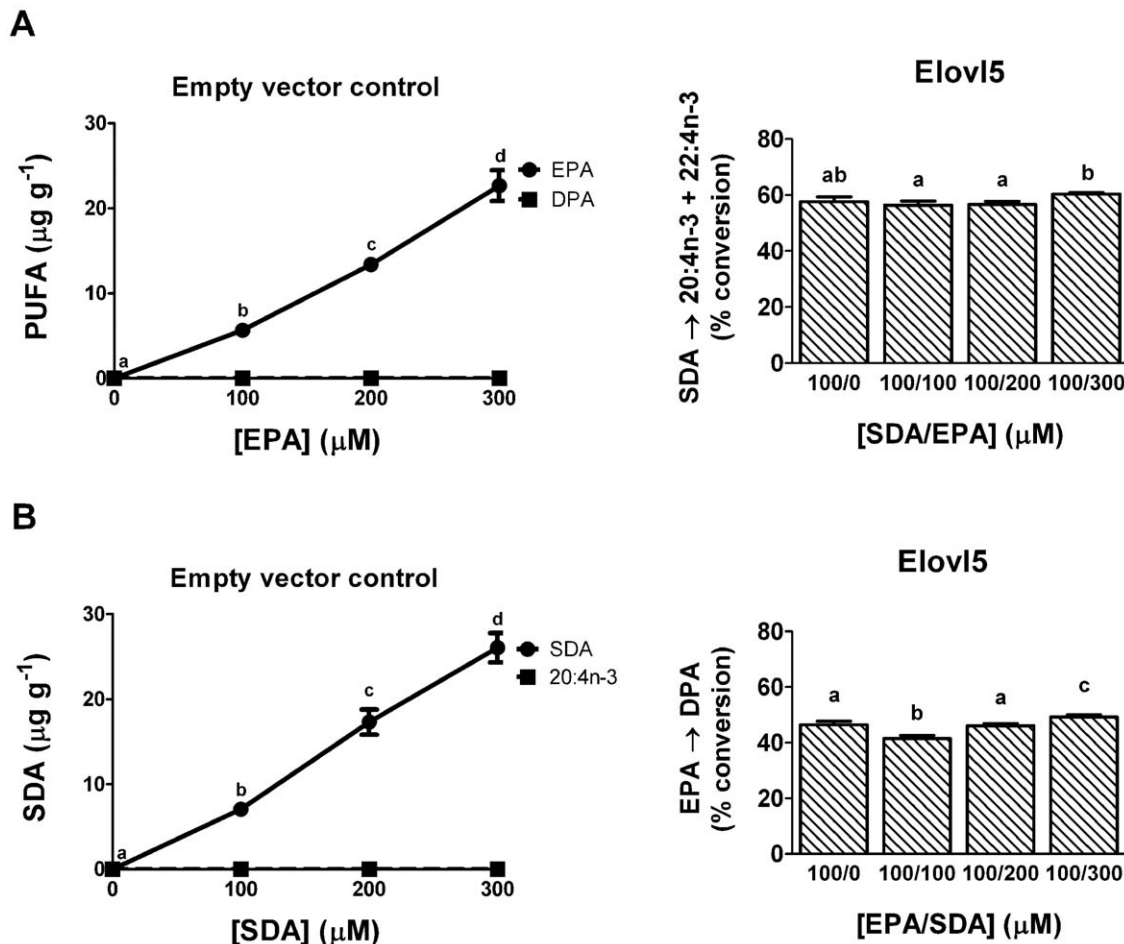 A
Empty vector control
PUFA (µg g-1)
30
20
10
0
a
b
c
d
EPA
DPA
0 100 200 300
[EPA] (µM)
Elovl5
SDA → 20:4n-3 + 22:4n-3
(% conversion)
80
60
40
20
0
ab a a b
100/0 100/100 100/200 100/300
[SDA/EPA] (µM)
B
Empty vector control
SDA (µg g-1)
30
20
10
0
a
b
c
d
SDA
20:4n-3
0 100 200 300
[SDA] (µM)
Elovl5
EPA → DPA
(% conversion)
80
60
40
20
0
a b a c
100/0 100/100 100/200 100/300
[EPA/SDA] (µM)